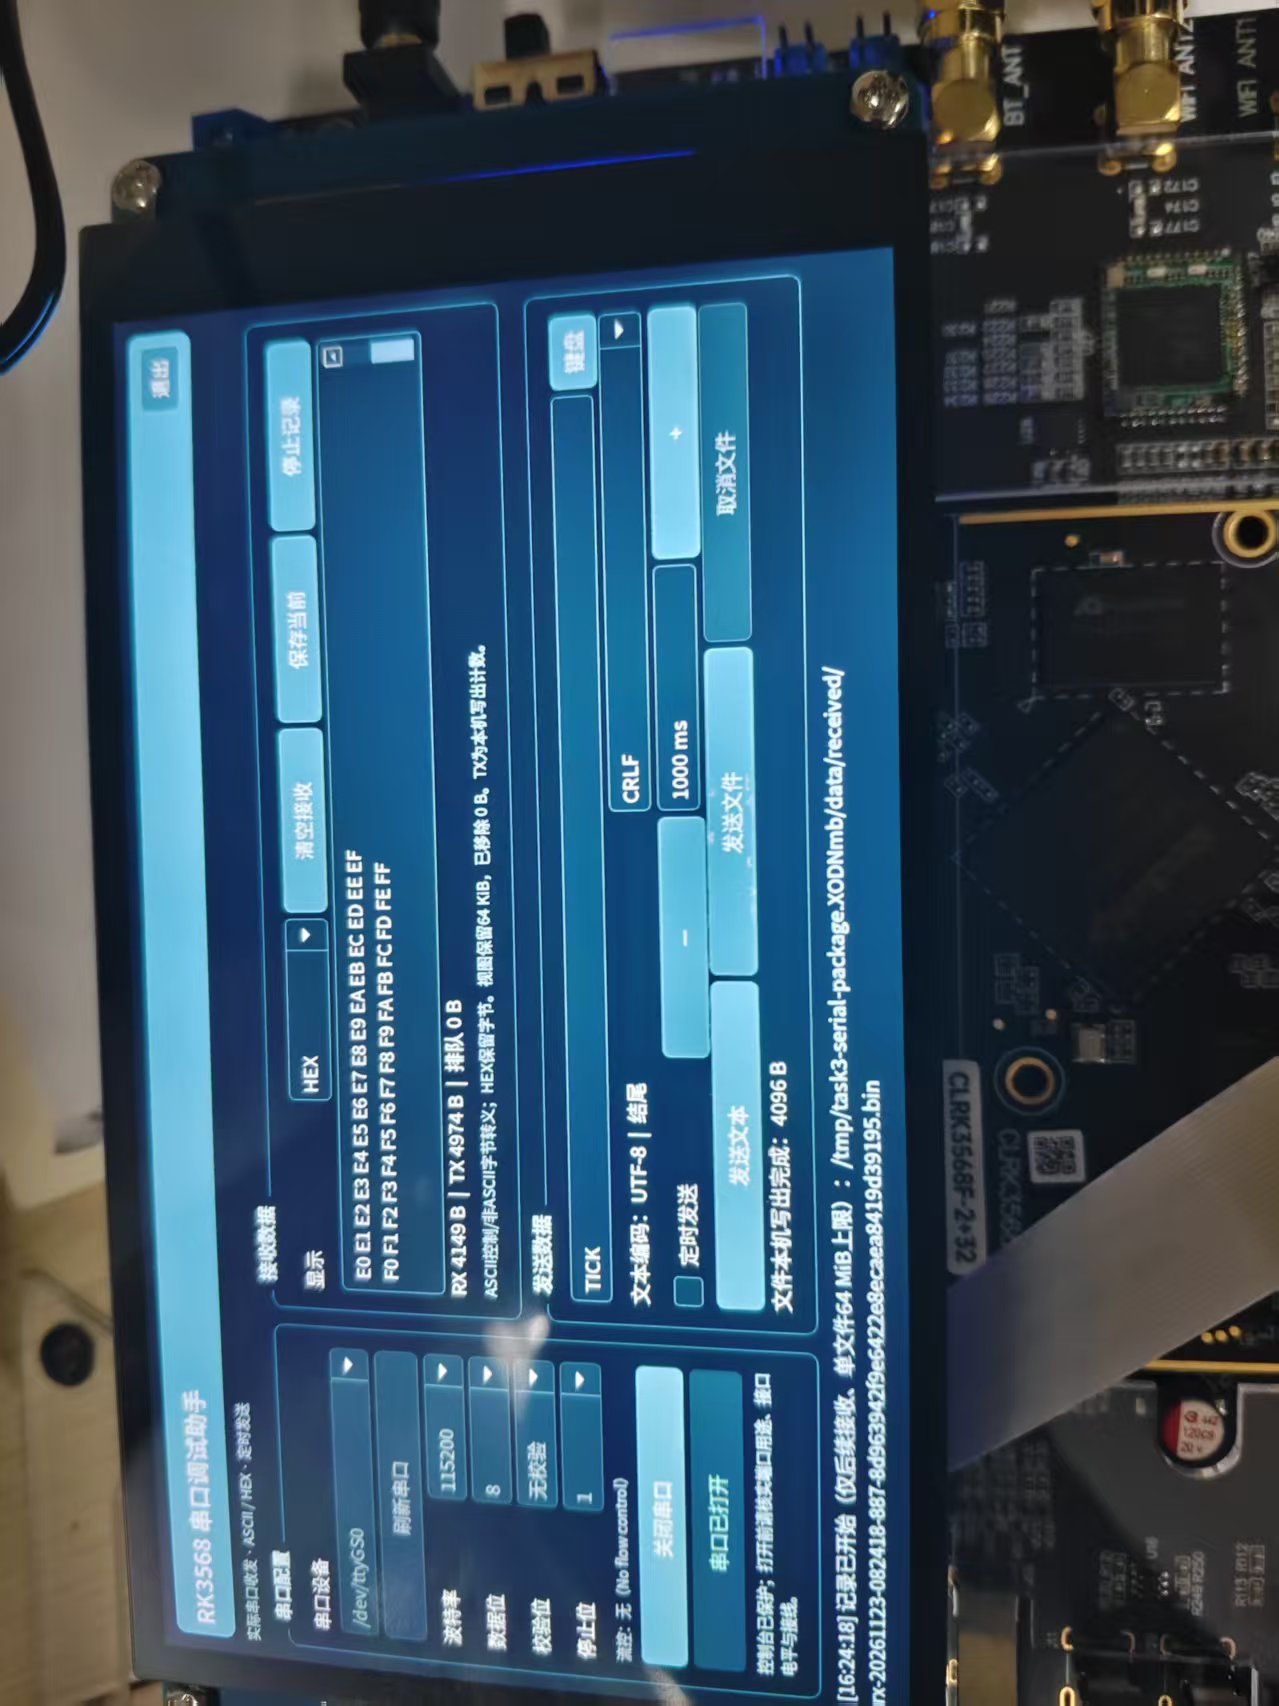 RK3568 串口调试助手
退出
实际串口收发 · ASCII / HEX · 定时发送
串口配置
串口设备
/dev/ttyGS0
刷新串口
波特率
115200
数据位
8
校验位
无校验
停止位
1
流控：无（No flow control）
关闭串口
串口已打开
控制台已保护；打开前请核实端口用途、接口
电平与接线。
接收数据
显示
HEX
清空接收
保存当前
停止记录
E0 E1 E2 E3 E4 E5 E6 E7 E8 E9 EA EB EC ED EE EF
F0 F1 F2 F3 F4 F5 F6 F7 F8 F9 FA FB FC FD FE FF
RX 4149 B | TX 4974 B | 排队 0 B
ASCII控制/非ASCII字节转义；HEX保留字节。视图保留64 KiB，已移除 0 B。TX为本机写出计数。
发送数据
TICK
键盘
文本编码：UTF-8 | 结尾
CRLF
定时发送
−
1000 ms
+
发送文本
发送文件
取消文件
文件本机写出完成：4096 B
[16:24:18] 记录已开始（仅后续接收、单文件64 MiB上限）：/tmp/task3-serial-package.XODNmb/data/received/
rx-20261123-082418-887-8d963942f9e6422e8ecaea8419d39195.bin
BT_ANT
WIFI ANT2
WIFI ANT1
C172
C174
C177
CLRK3568F-2+32
120C8
20 v